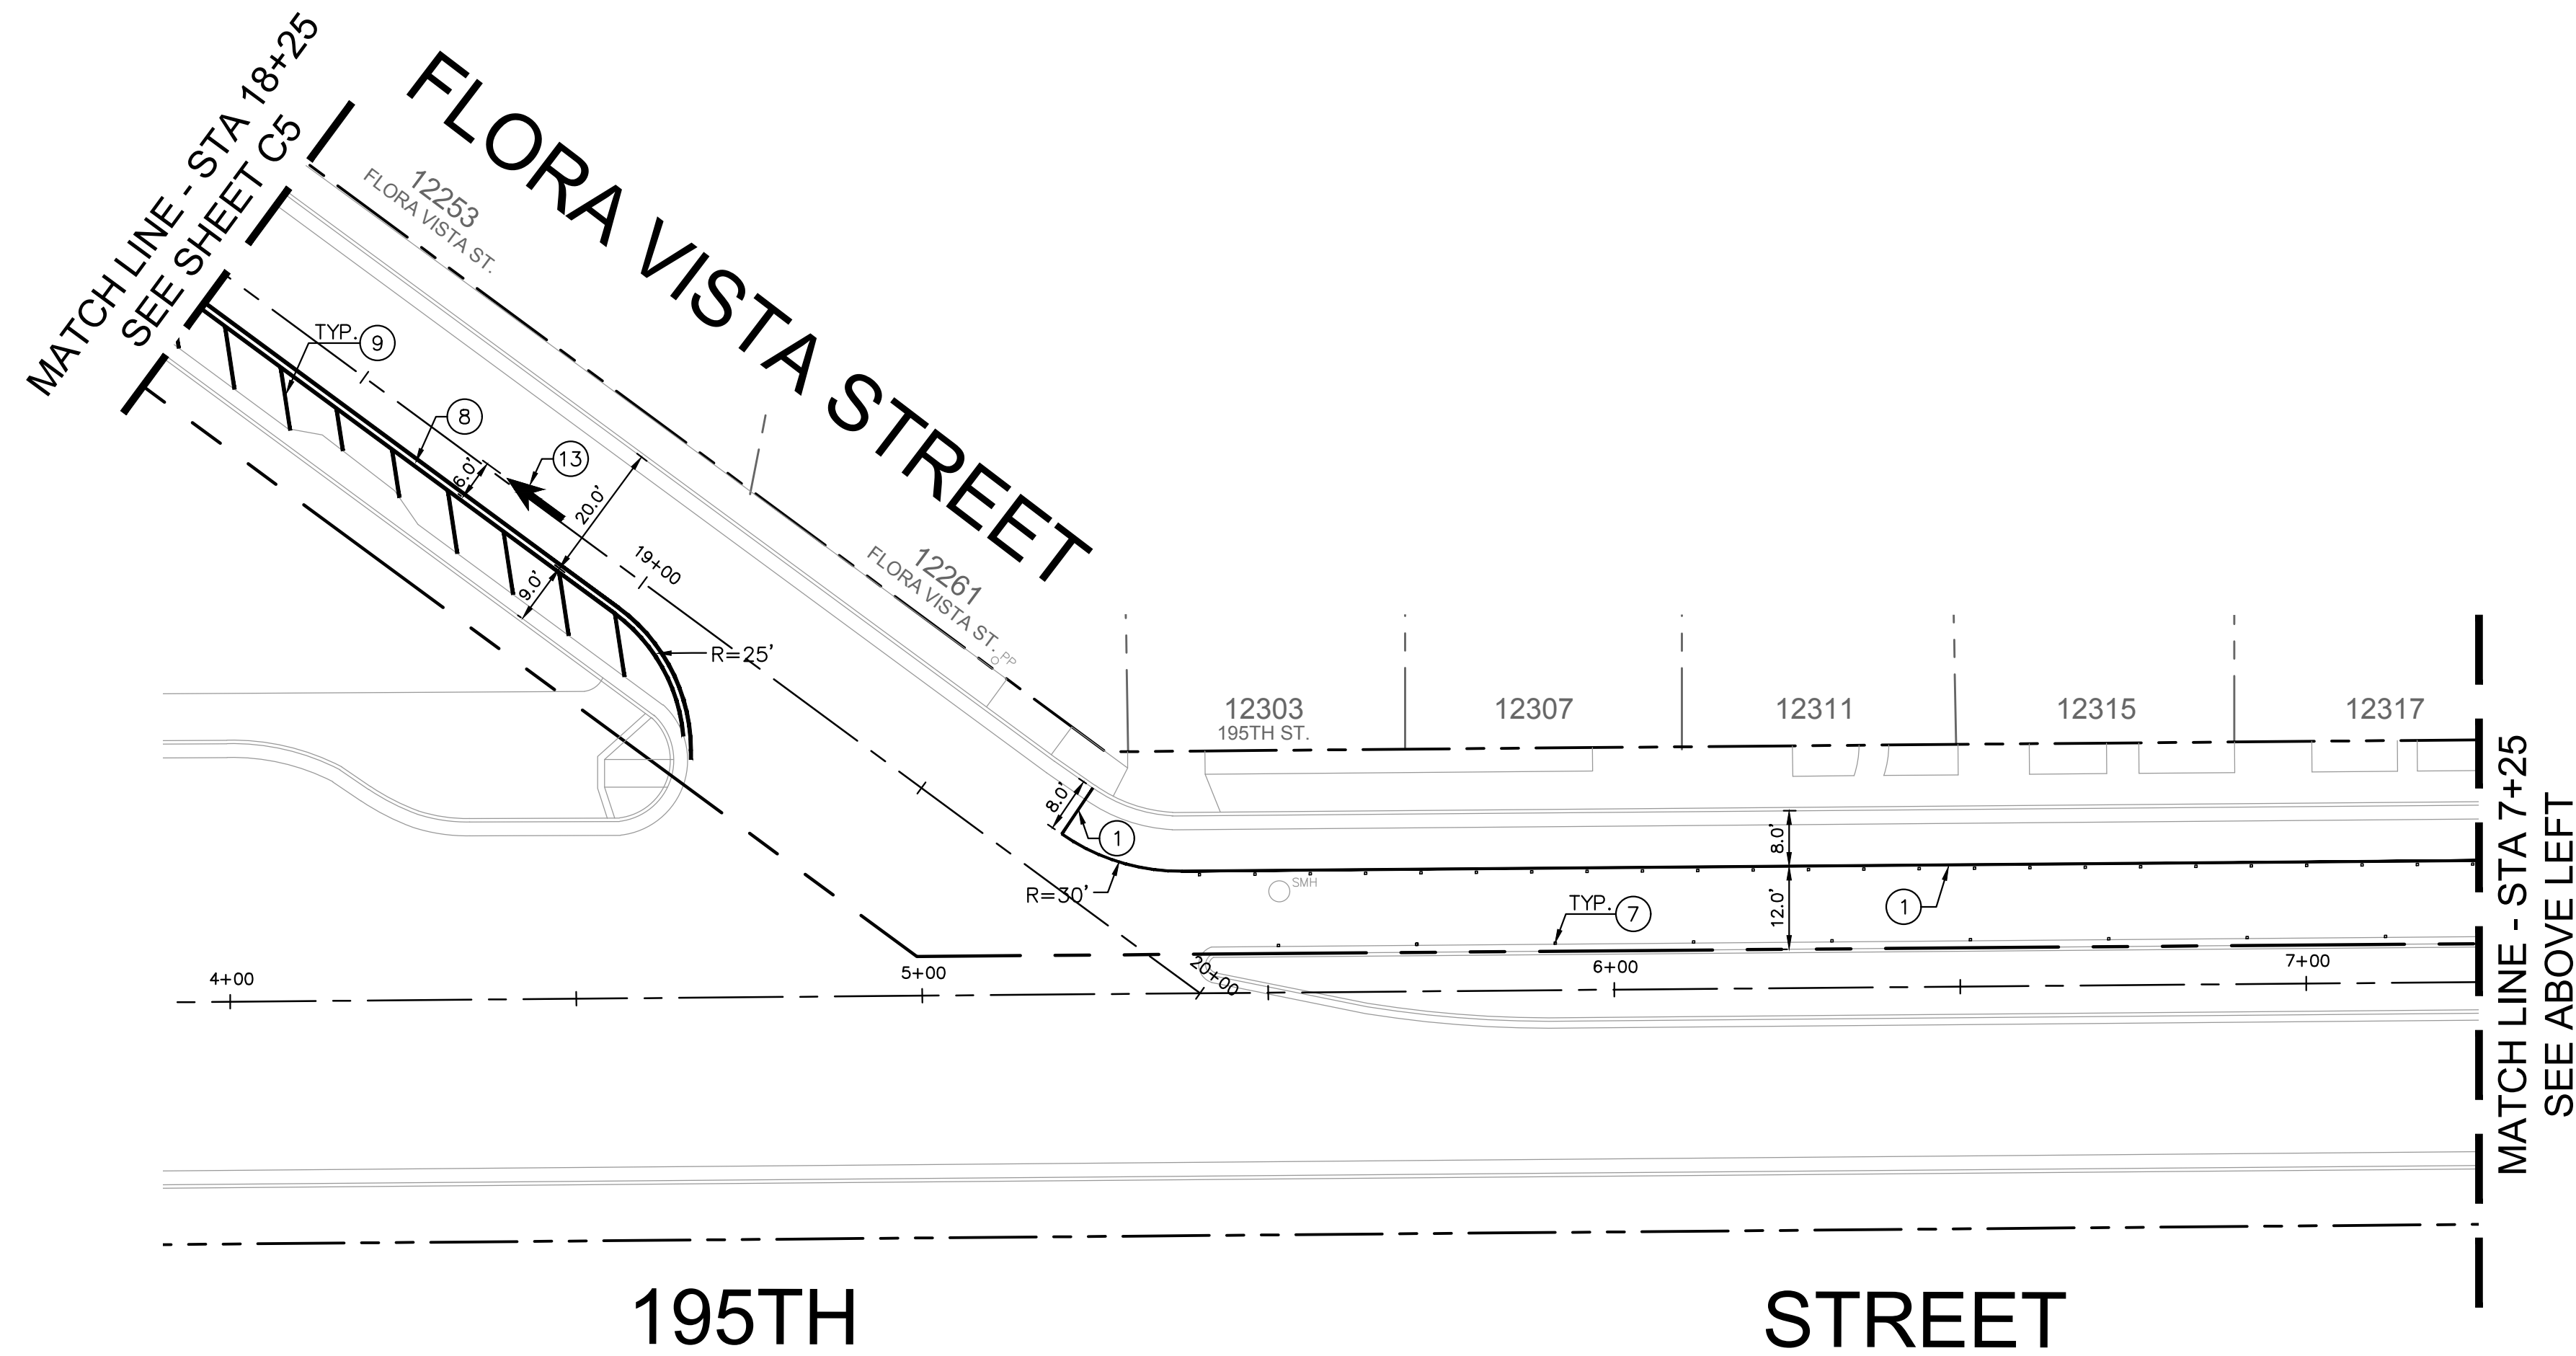 MATCH LINE - STA 18+25
SEE SHEET C5
FLORA VISTA STREET
12253
FLORA VISTA ST.
TYP. 9
8
13
6.0'
20.0'
19+00
9.0'
R=25'
12261
FLORA VISTA ST.
PP
12303
195TH ST.
12307
12311
12315
12317
8.0'
1
R=30'
SMH
8.0'
12.0'
TYP. 7
1
4+00
5+00
20+00
6+00
7+00
MATCH LINE - STA 7+25
SEE ABOVE LEFT
195TH STREET